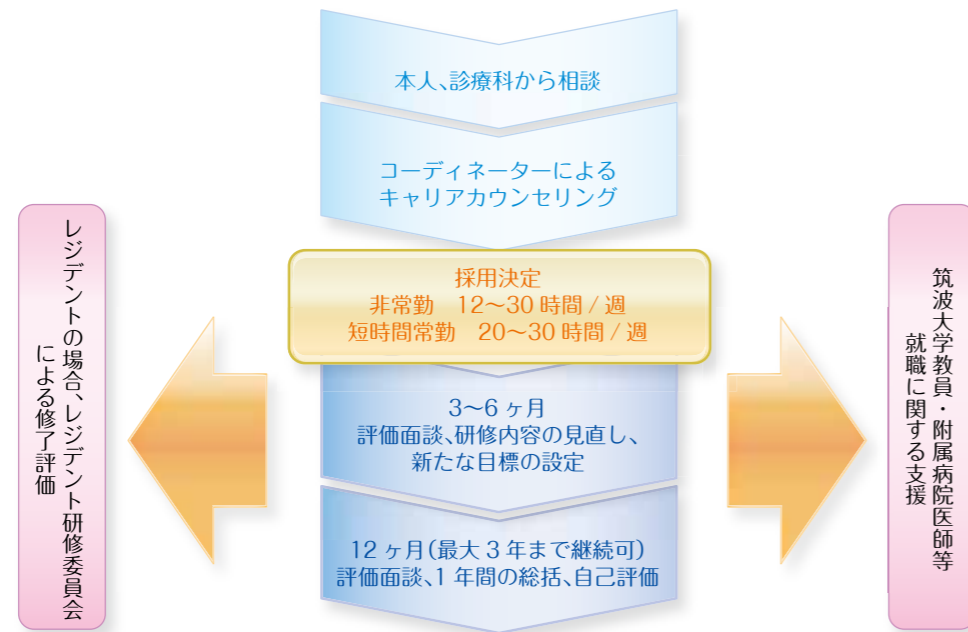 本人、診療科から相談
コーディネーターによる
キャリアカウンセリング
採用決定
非常勤　12〜30 時間 / 週
短時間常勤　20〜30 時間 / 週
3〜6 ヶ月
評価面談、研修内容の見直し、
新たな目標の設定
12 ヶ月(最大 3 年まで継続可)
評価面談、1 年間の総括、自己評価
レジデントの場合、レジデント研修委員会
による修了評価
筑波大学教員・附属病院医師等
就職に関する支援